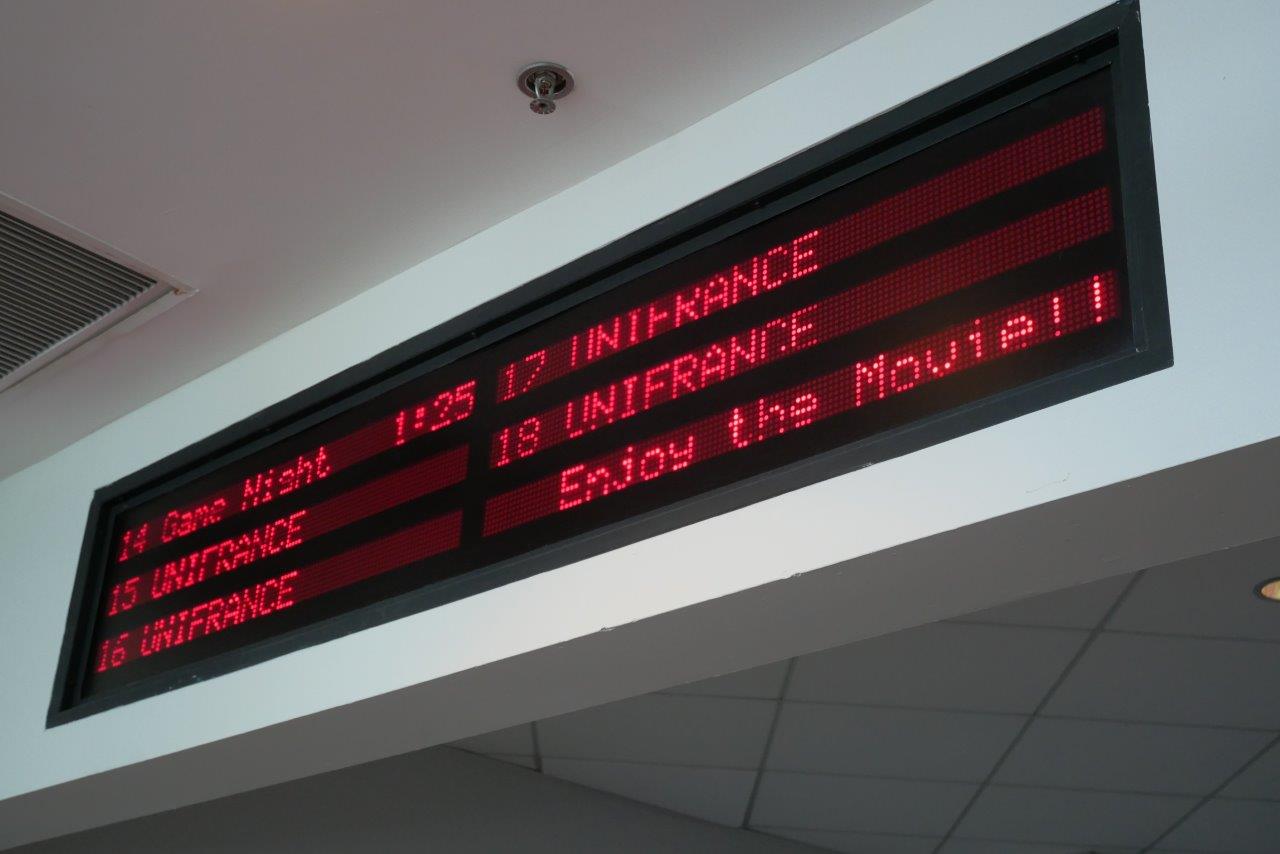 14 Game Night 1:25
15 UNIFRANCE
16 UNIFRANCE
17 UNIFRANCE
18 UNIFRANCE
Enjoy the Movie!!